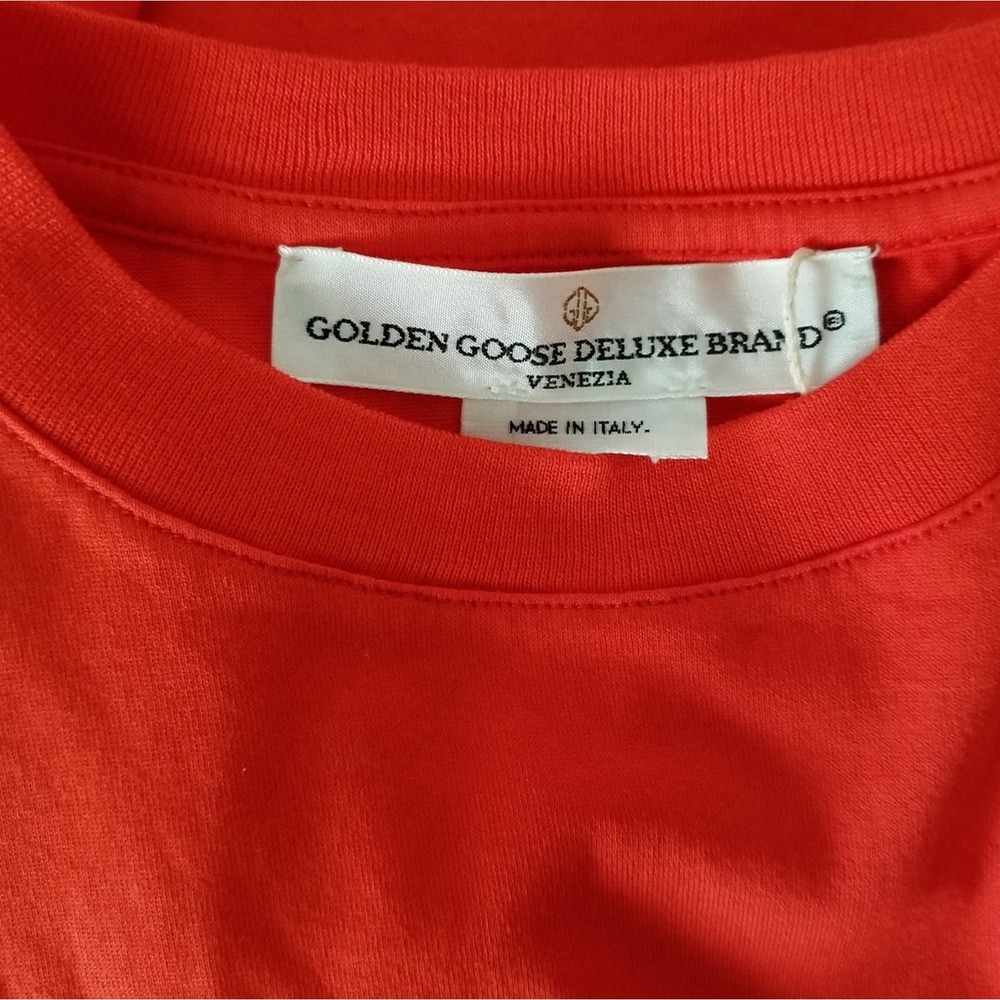 GOLDEN GOOSE DELUXE BRAND®
VENEZIA
MADE IN ITALY.